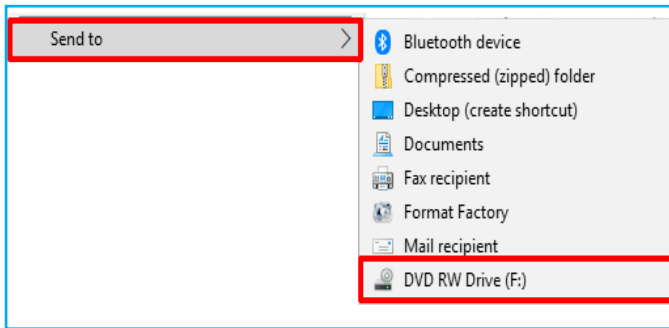 Send to
Bluetooth device
Compressed (zipped) folder
Desktop (create shortcut)
Documents
Fax recipient
Format Factory
Mail recipient
DVD RW Drive (F:)